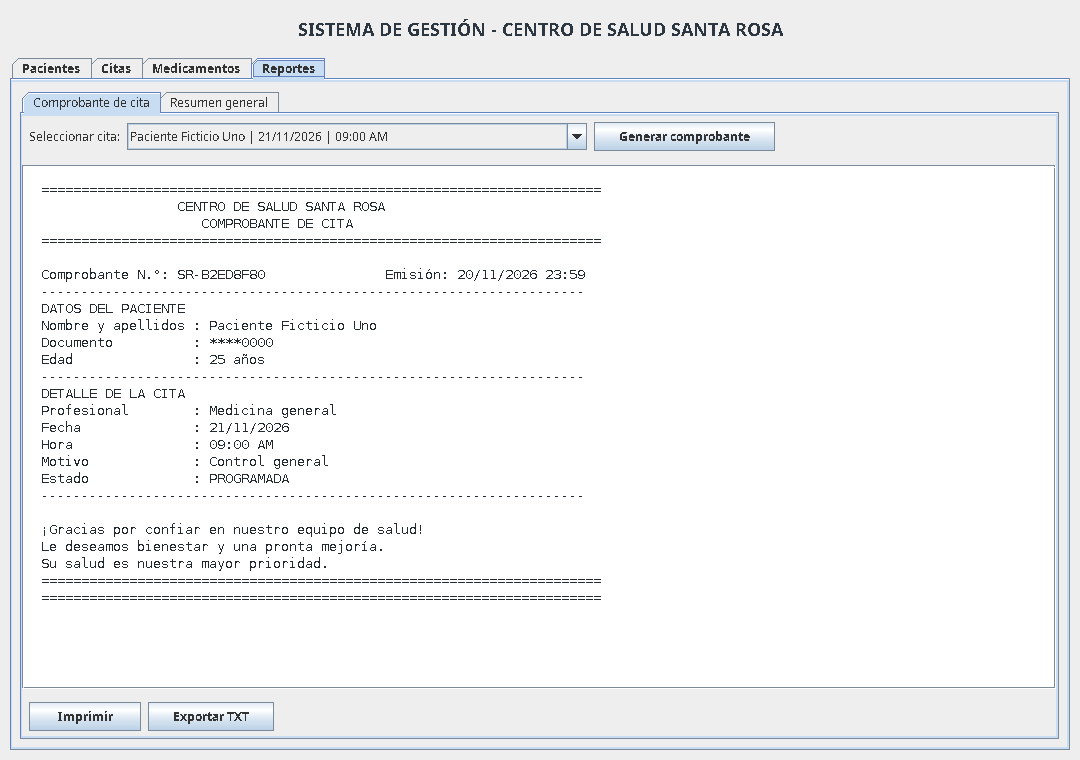 SISTEMA DE GESTIÓN - CENTRO DE SALUD SANTA ROSA
Pacientes Citas Medicamentos Reportes
Comprobante de cita Resumen general
Seleccionar cita: Paciente Ficticio Uno | 21/11/2026 | 09:00 AM Generar comprobante
======================================================================
CENTRO DE SALUD SANTA ROSA
COMPROBANTE DE CITA
======================================================================
Comprobante N.°: SR-B2ED8F80 Emisión: 20/11/2026 23:59
--------------------------------------------------------------------
DATOS DEL PACIENTE
Nombre y apellidos : Paciente Ficticio Uno
Documento : ****0000
Edad : 25 años
--------------------------------------------------------------------
DETALLE DE LA CITA
Profesional : Medicina general
Fecha : 21/11/2026
Hora : 09:00 AM
Motivo : Control general
Estado : PROGRAMADA
--------------------------------------------------------------------
¡Gracias por confiar en nuestro equipo de salud!
Le deseamos bienestar y una pronta mejoría.
Su salud es nuestra mayor prioridad.
======================================================================
======================================================================
Imprimir Exportar TXT